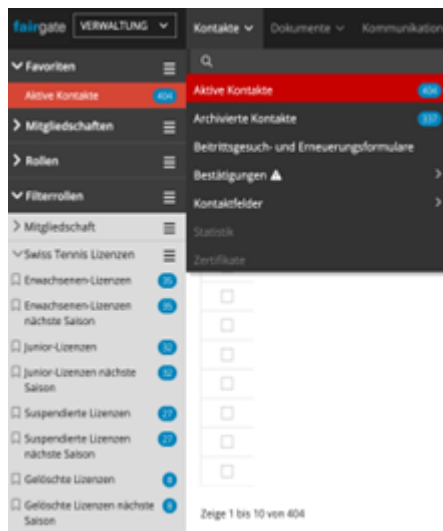 fairgate VERWALTUNG
Kontakte Dokumente Kommunikation
Favoriten
Aktive Kontakte 404
Mitgliedschaften
Rollen
Filterrollen
Mitgliedschaft
Swiss Tennis Lizenzen
Erwachsenen-Lizenzen 35
Erwachsenen-Lizenzen 35
nächste Saison
Junior-Lizenzen 32
Junior-Lizenzen nächste 32
Saison
Suspendierte Lizenzen 27
Suspendierte Lizenzen 27
nächste Saison
Gelöschte Lizenzen 8
Gelöschte Lizenzen nächste 8
Saison
Aktive Kontakte 404
Archivierte Kontakte 337
Beitrittsgesuch- und Erneuerungsformulare
Bestätigungen
Kontaktfelder
Statistik
Zertifikate
Zeige 1 bis 10 von 404